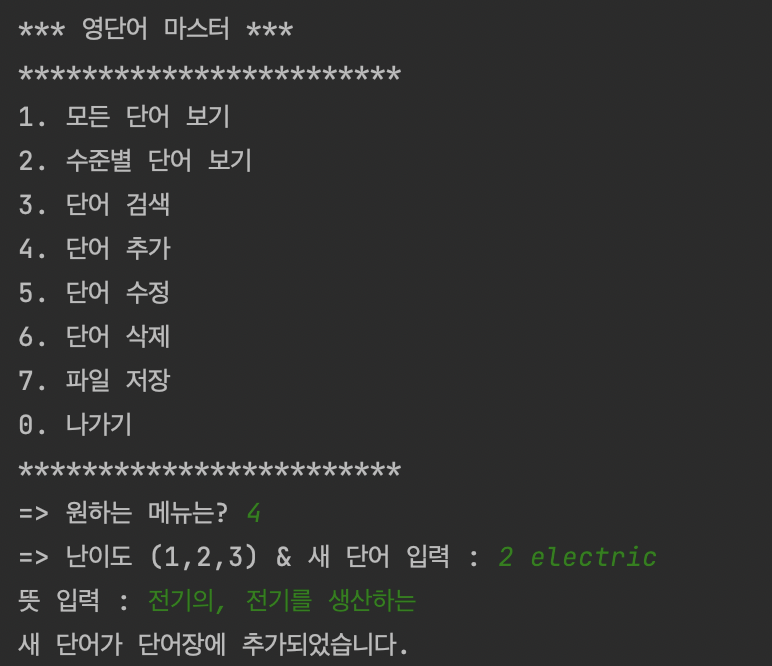 *** 영단어 마스터 ***
************************
1. 모든 단어 보기
2. 수준별 단어 보기
3. 단어 검색
4. 단어 추가
5. 단어 수정
6. 단어 삭제
7. 파일 저장
0. 나가기
************************
=> 원하는 메뉴는? 4
=> 난이도 (1,2,3) & 새 단어 입력 : 2 electric
뜻 입력 : 전기의, 전기를 생산하는
새 단어가 단어장에 추가되었습니다.